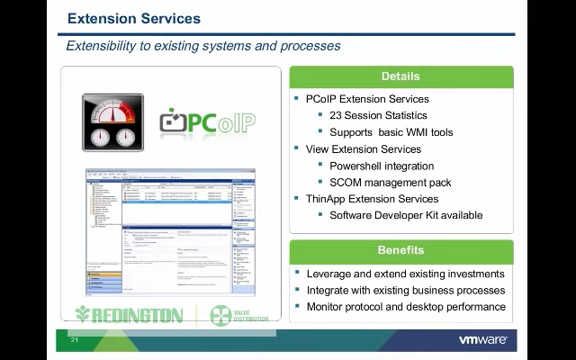 Extension Services
Extensibility to existing systems and processes
PCoIP
Details
PCoIP Extension Services
23 Session Statistics
Supports basic WMI tools
View Extension Services
Powershell integration
SCOM management pack
ThinApp Extension Services
Software Developer Kit available
Benefits
Leverage and extend existing investments
Integrate with existing business processes
Monitor protocol and desktop performance
REDINGTON
VALUE
DISTRIBUTION
21
vmware